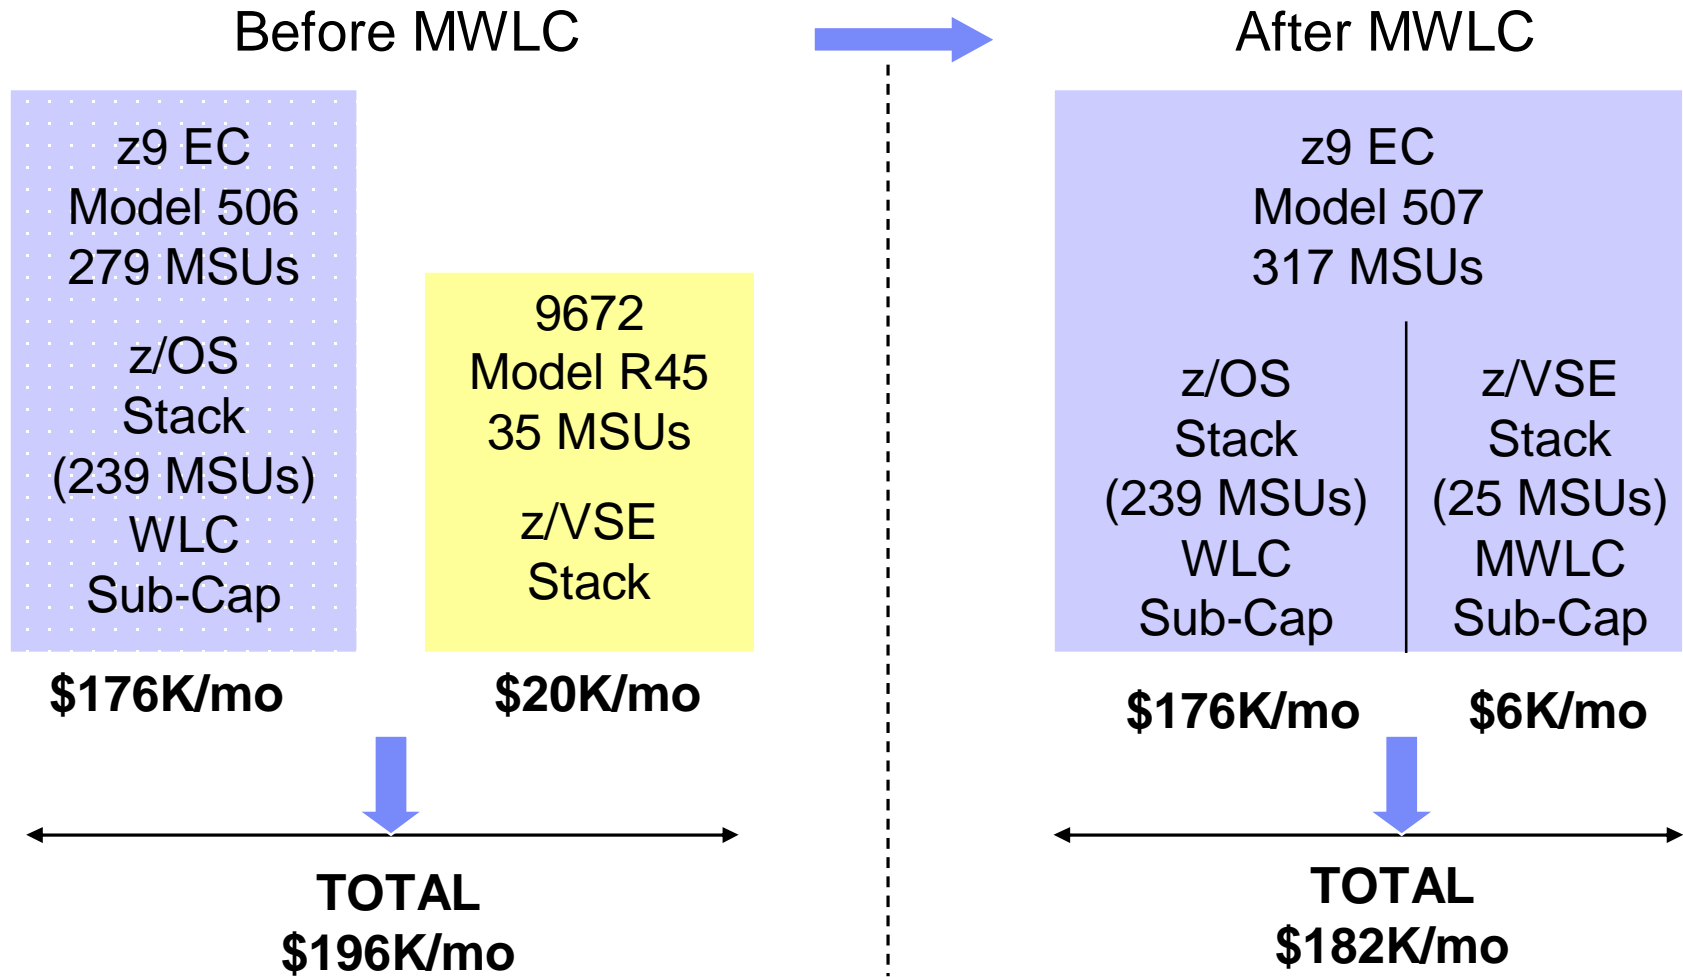 Before MWLC
z9 EC
Model 506
279 MSUs
z/OS
Stack
(239 MSUs)
WLC
Sub-Cap
$176K/mo
9672
Model R45
35 MSUs
z/VSE
Stack
$20K/mo
TOTAL
$196K/mo
After MWLC
z9 EC
Model 507
317 MSUs
z/OS
Stack
(239 MSUs)
WLC
Sub-Cap
$176K/mo
z/VSE
Stack
(25 MSUs)
MWLC
Sub-Cap
$6K/mo
TOTAL
$182K/mo